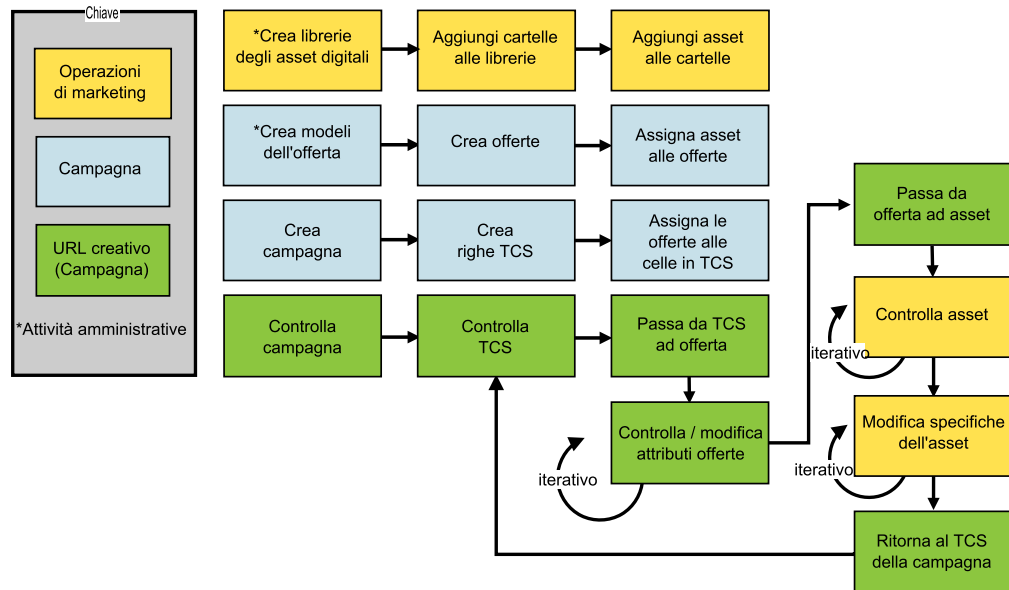 Chiave
Operazioni
di marketing
Campagna
URL creativo
(Campagna)
*Attività amministrative
*Crea librerie
degli asset digitali
Aggiungi cartelle
alle librerie
Aggiungi asset
alle cartelle
*Crea modeli
dell'offerta
Crea offerte
Assigna asset
alle offerte
Crea
campagna
Crea
righe TCS
Assigna le
offerte alle
celle in TCS
Controlla
campagna
Controlla
TCS
Passa da TCS
ad offerta
Controlla / modifica
attributi offerte
iterativo
Passa da
offerta ad asset
Controlla asset
iterativo
Modifica specifiche
dell'asset
iterativo
Ritorna al TCS
della campagna